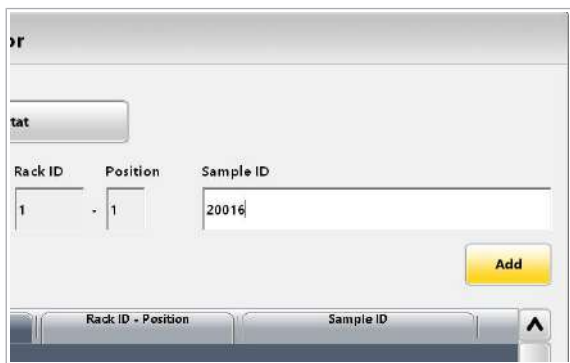 or
tat
Rack ID Position Sample ID
1 - 1 20016
Add
Rack ID - Position Sample ID